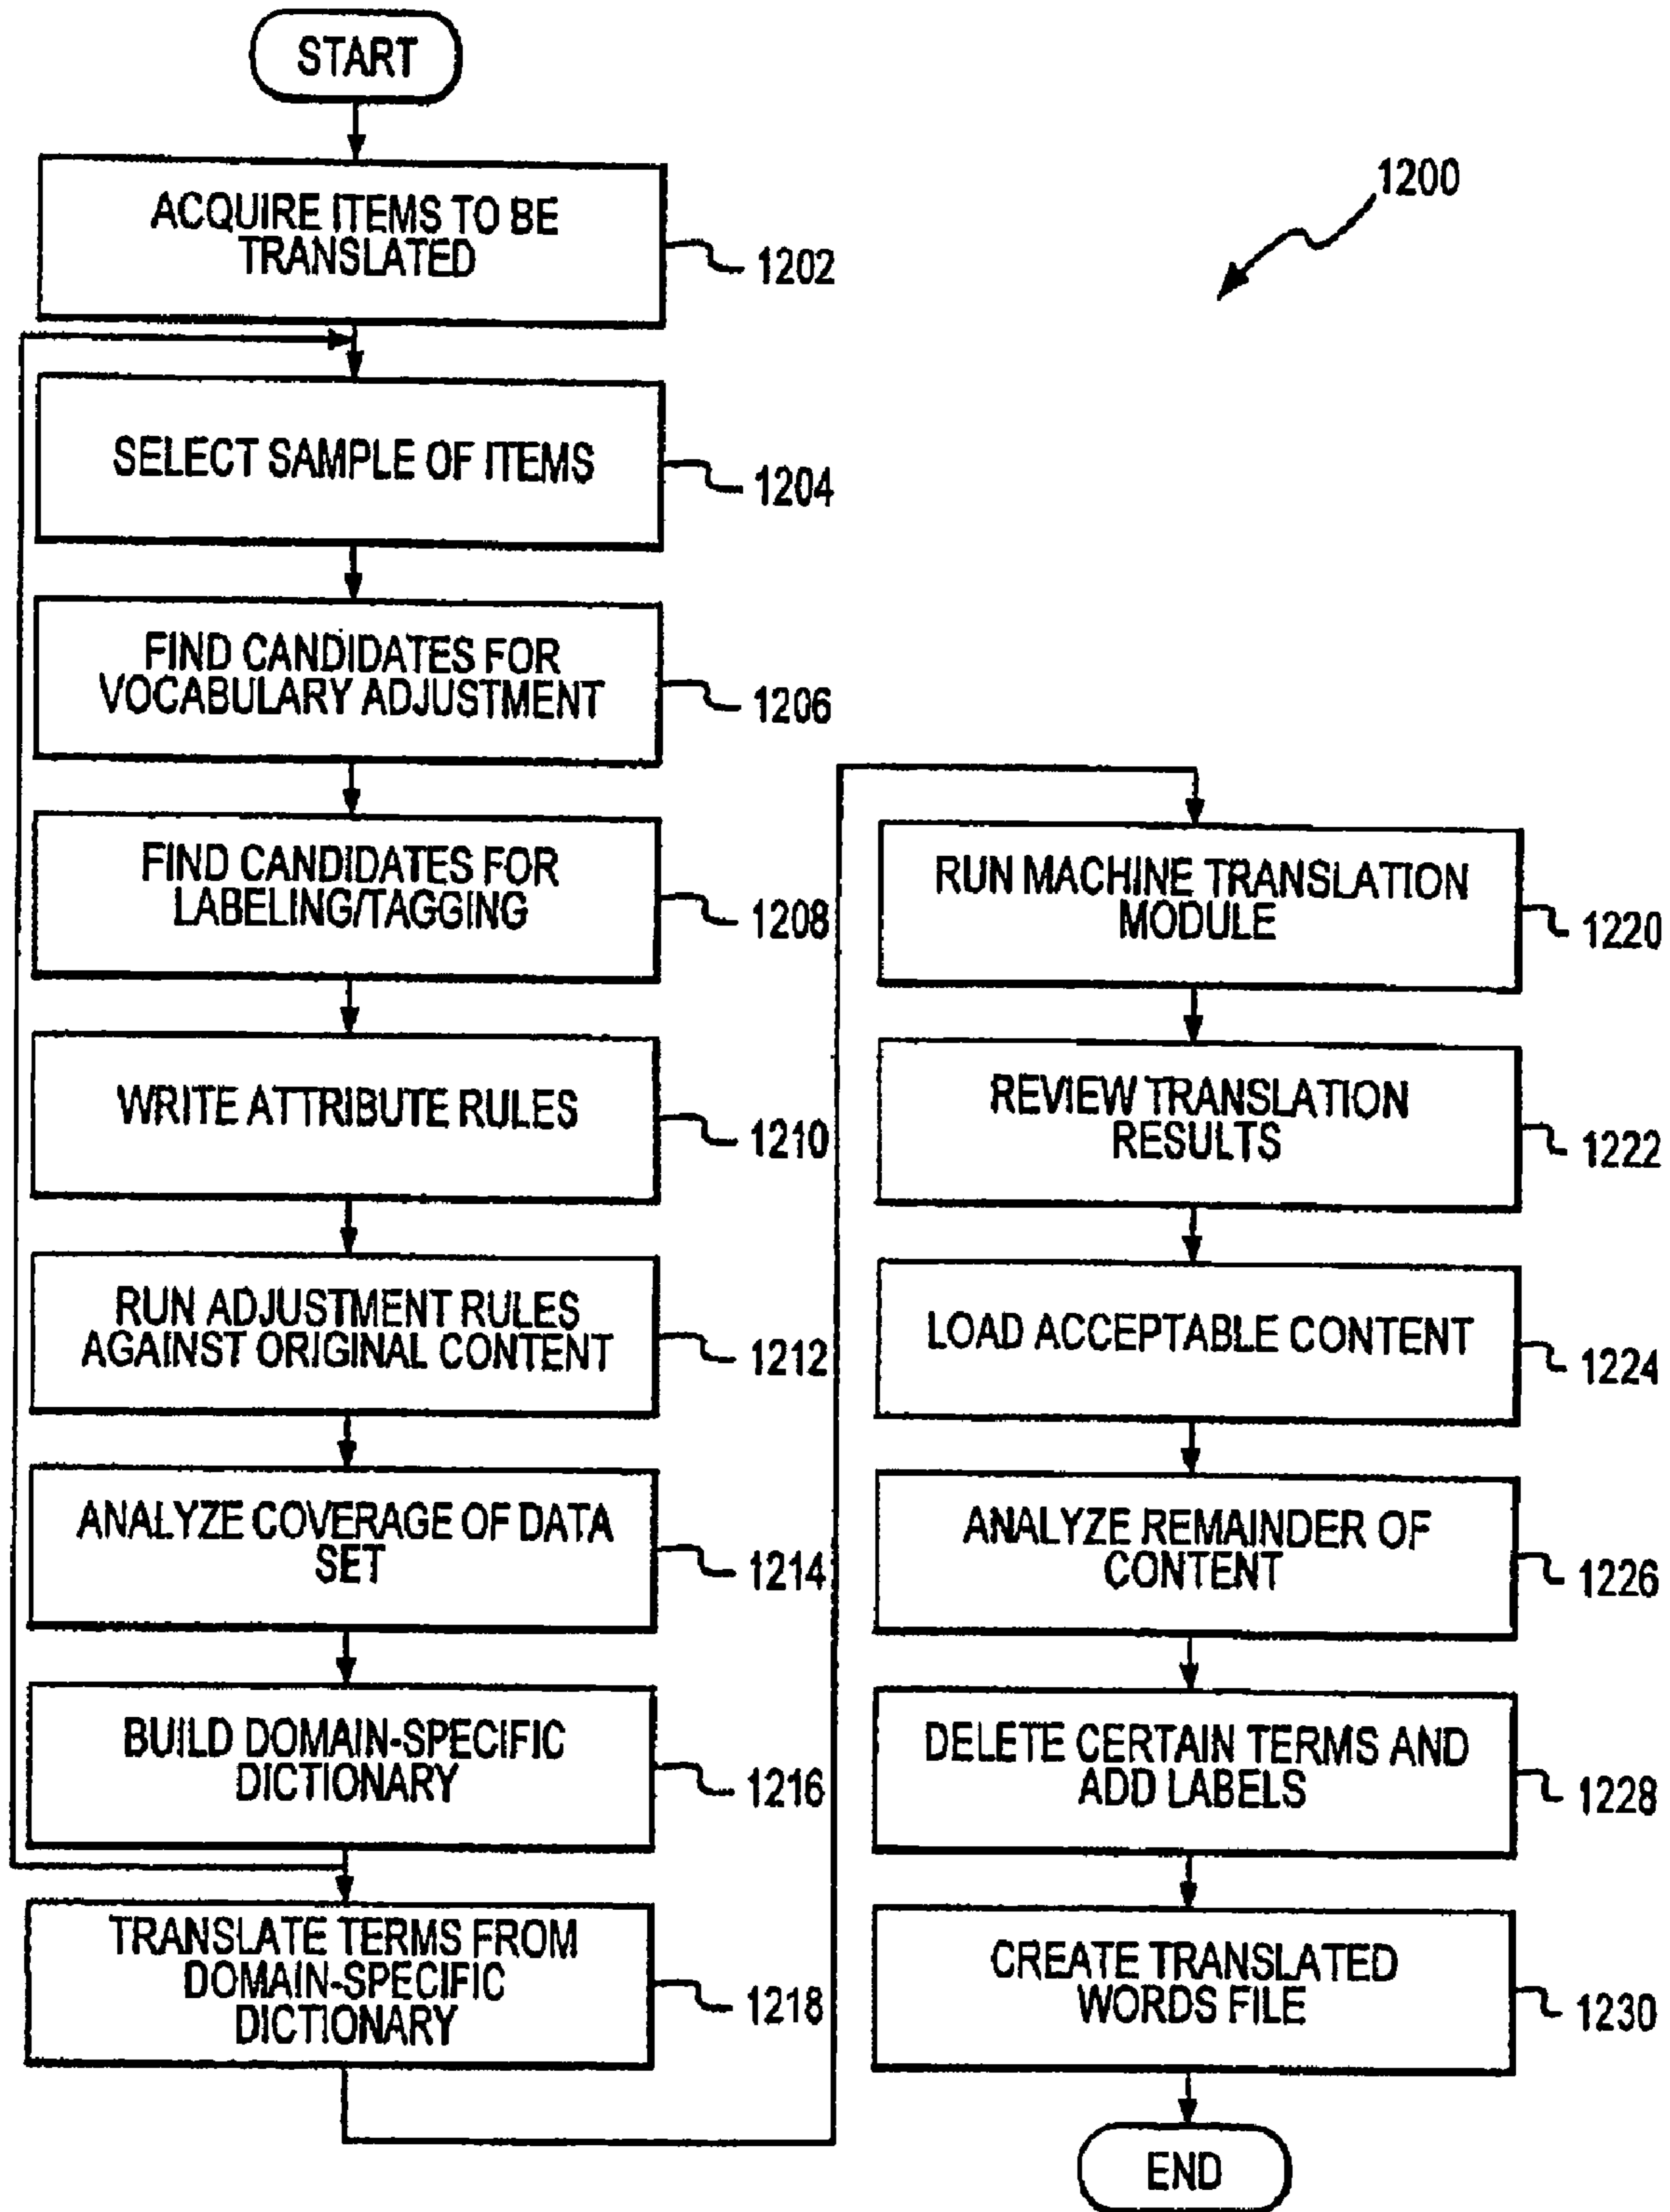 START
ACQUIRE ITEMS TO BE
TRANSLATED
1202
SELECT SAMPLE OF ITEMS
1204
FIND CANDIDATES FOR
VOCABULARY ADJUSTMENT
1206
FIND CANDIDATES FOR
LABELING/TAGGING
1208
WRITE ATTRIBUTE RULES
1210
RUN ADJUSTMENT RULES
AGAINST ORIGINAL CONTENT
1212
ANALYZE COVERAGE OF DATA
SET
1214
BUILD DOMAIN-SPECIFIC
DICTIONARY
1216
TRANSLATE TERMS FROM
DOMAIN-SPECIFIC
DICTIONARY
1218
1200
RUN MACHINE TRANSLATION
MODULE
1220
REVIEW TRANSLATION
RESULTS
1222
LOAD ACCEPTABLE CONTENT
1224
ANALYZE REMAINDER OF
CONTENT
1226
DELETE CERTAIN TERMS AND
ADD LABELS
1228
CREATE TRANSLATED
WORDS FILE
1230
END